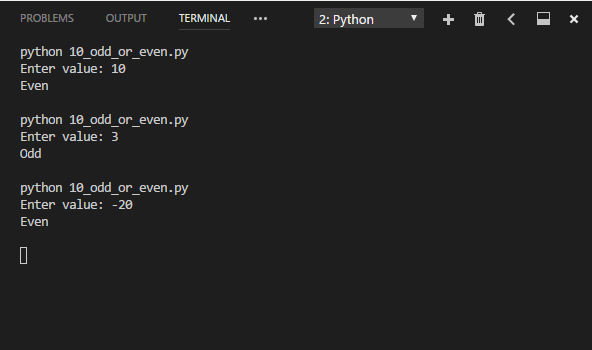 PROBLEMS OUTPUT TERMINAL ••• 2: Python
python 10_odd_or_even.py
Enter value: 10
Even
python 10_odd_or_even.py
Enter value: 3
Odd
python 10_odd_or_even.py
Enter value: -20
Even